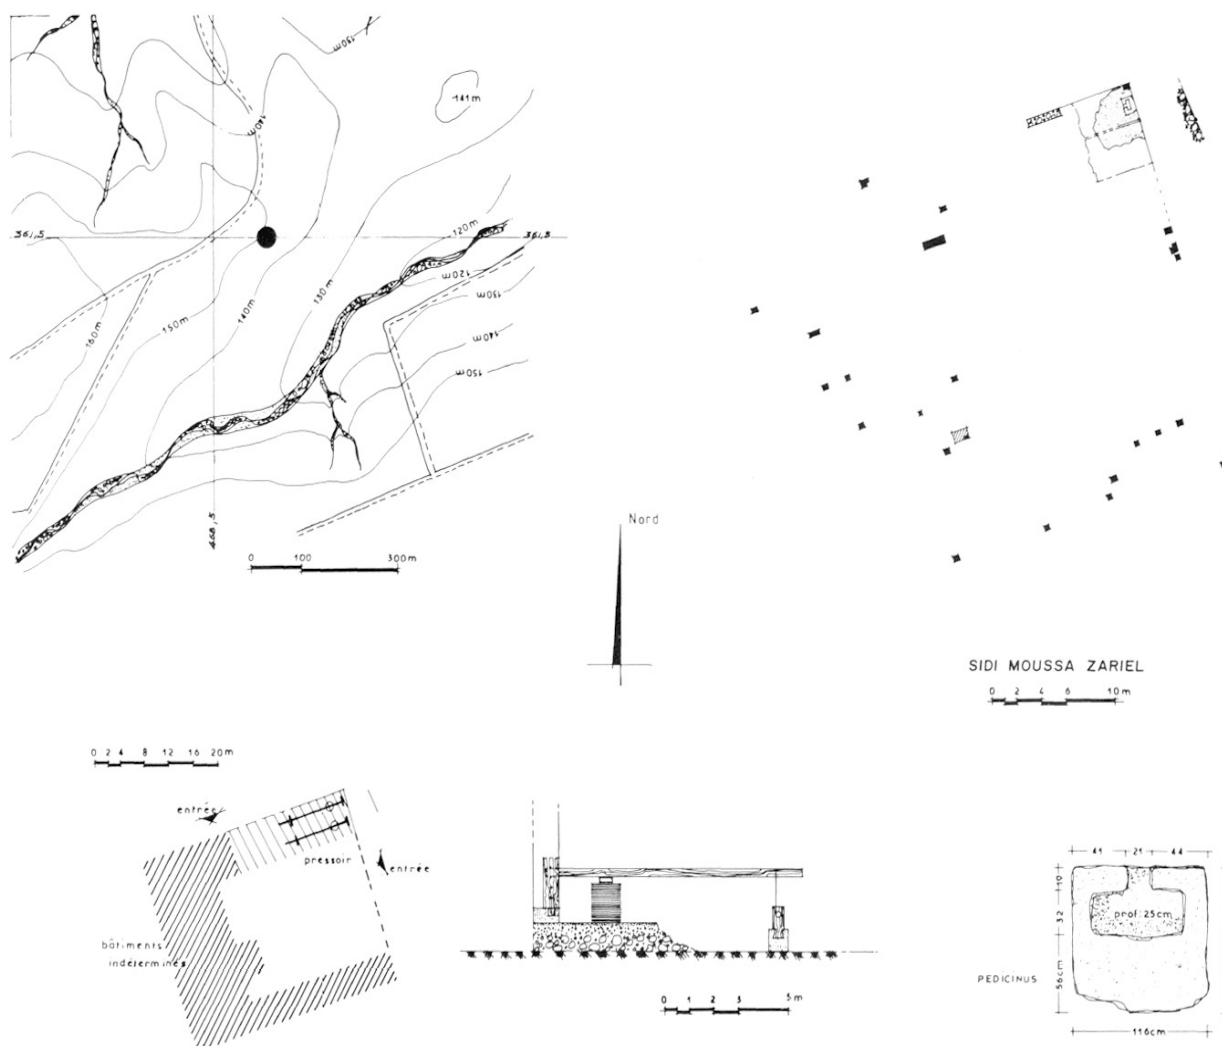 130m
141m
140m
361,5
361,5
120m
120m
130m
130m
140m
140m
150m
150m
160m
468,5
0 100 300m
Nord
SIDI MOUSSA ZARIEL
0 2 4 6 10m
0 2 4 8 12 16 20m
entrée
pressoir
entrée
bâtiments
indéterminés
0 1 2 3 5m
41 21 44
10
prof. 25cm
32
PEDICINUS
56cm
116cm